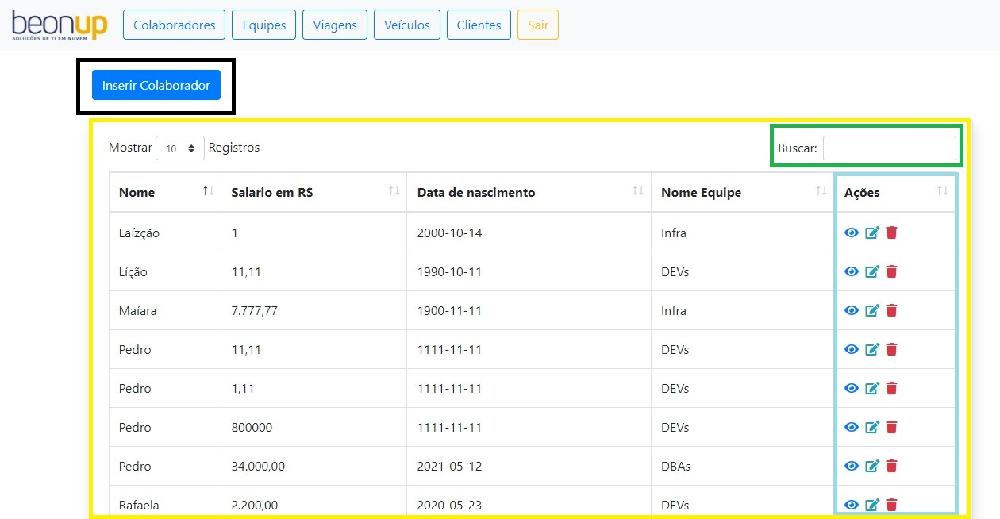 beonup
SOLUCÕES DE TI EM NUVEM
Colaboradores Equipes Viagens Veículos Clientes Sair
Inserir Colaborador
Mostrar 10 Registros Buscar:
Nome Salario em R$ Data de nascimento Nome Equipe Ações
Laízção 1 2000-10-14 Infra
Líção 11,11 1990-10-11 DEVs
Maíara 7.777,77 1900-11-11 Infra
Pedro 11,11 1111-11-11 DEVs
Pedro 1,11 1111-11-11 DEVs
Pedro 800000 1111-11-11 DEVs
Pedro 34.000,00 2021-05-12 DBAs
Rafaela 2.200,00 2020-05-23 DEVs